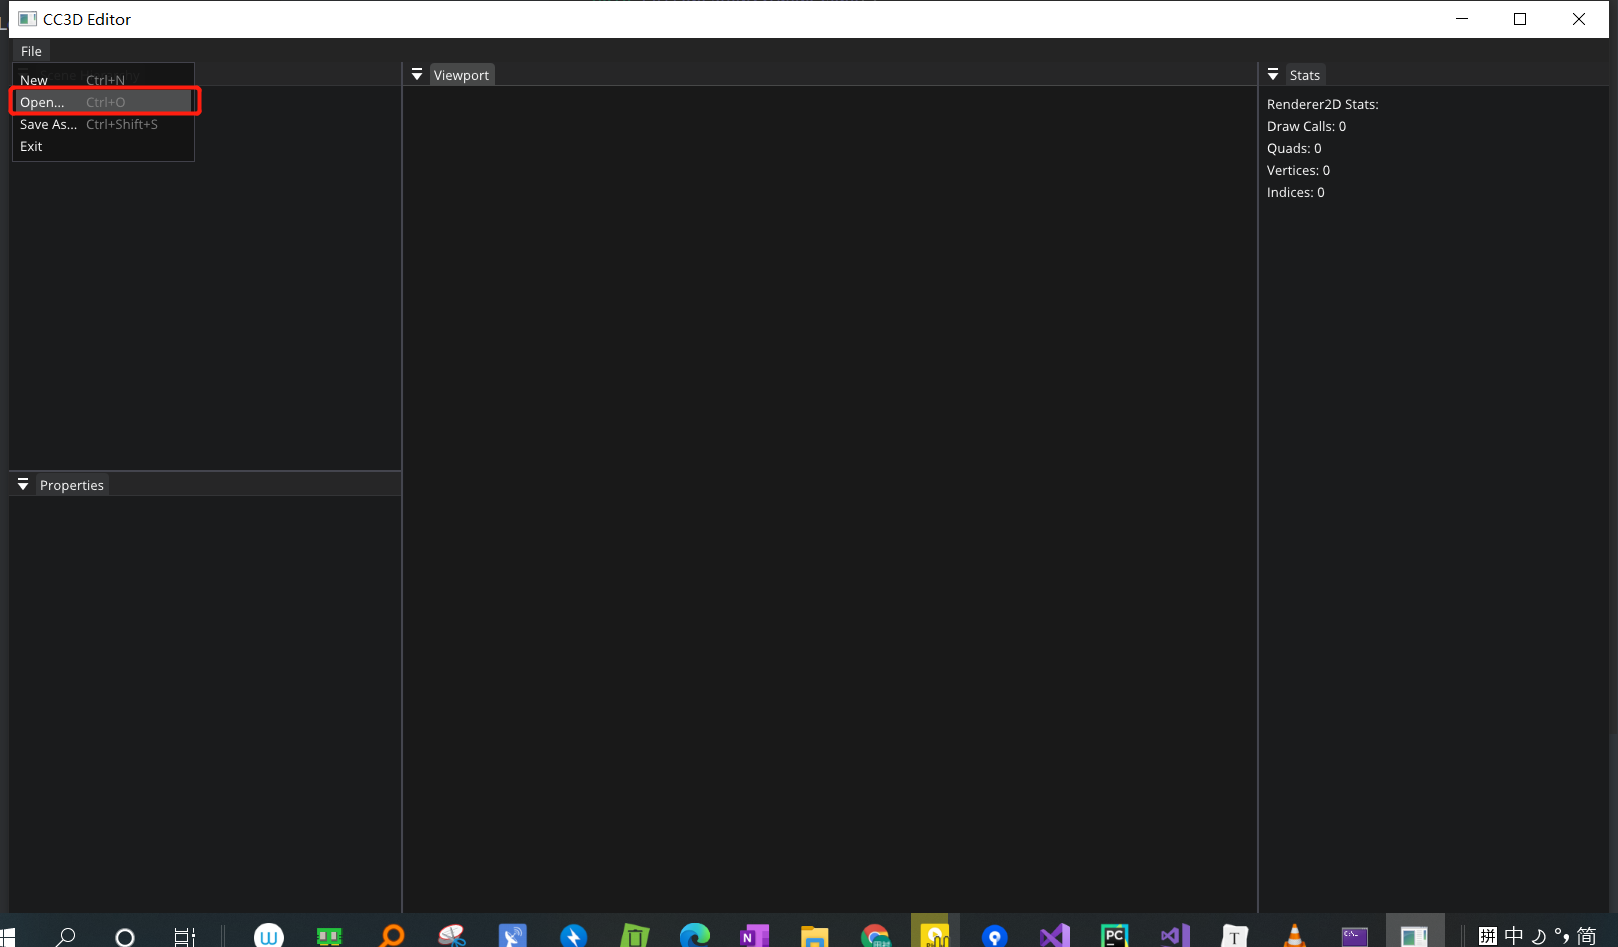 CC3D Editor
File
New Ctrl+N
Open... Ctrl+O
Save As... Ctrl+Shift+S
Exit
Viewport
Stats
Renderer2D Stats:
Draw Calls: 0
Quads: 0
Vertices: 0
Indices: 0
Properties
W
N
PC
T
拼 中 简